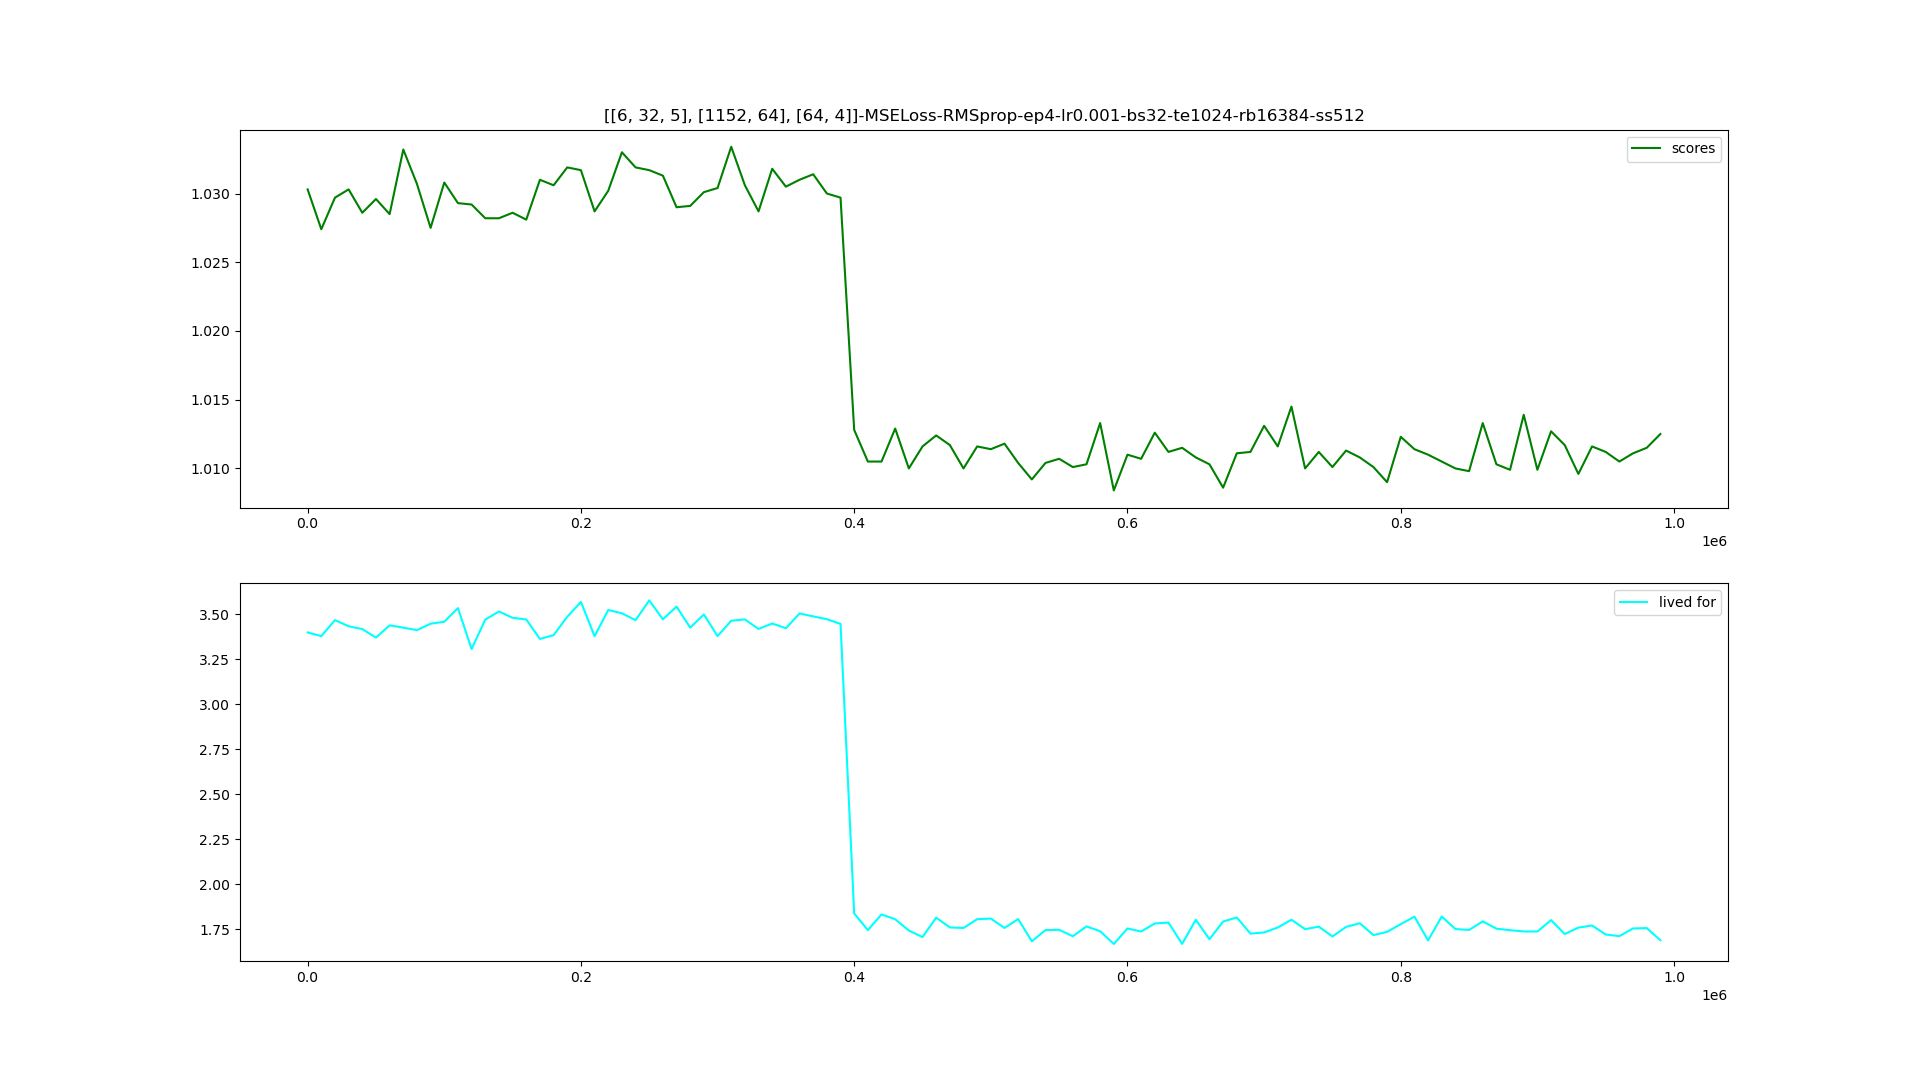 [[6, 32, 5], [1152, 64], [64, 4]]-MSELoss-RMSprop-ep4-lr0.001-bs32-te1024-rb16384-ss512
scores
1.030
1.025
1.020
1.015
1.010
0.0 0.2 0.4 0.6 0.8 1.0
1e6
lived for
3.50
3.25
3.00
2.75
2.50
2.25
2.00
1.75
0.0 0.2 0.4 0.6 0.8 1.0
1e6